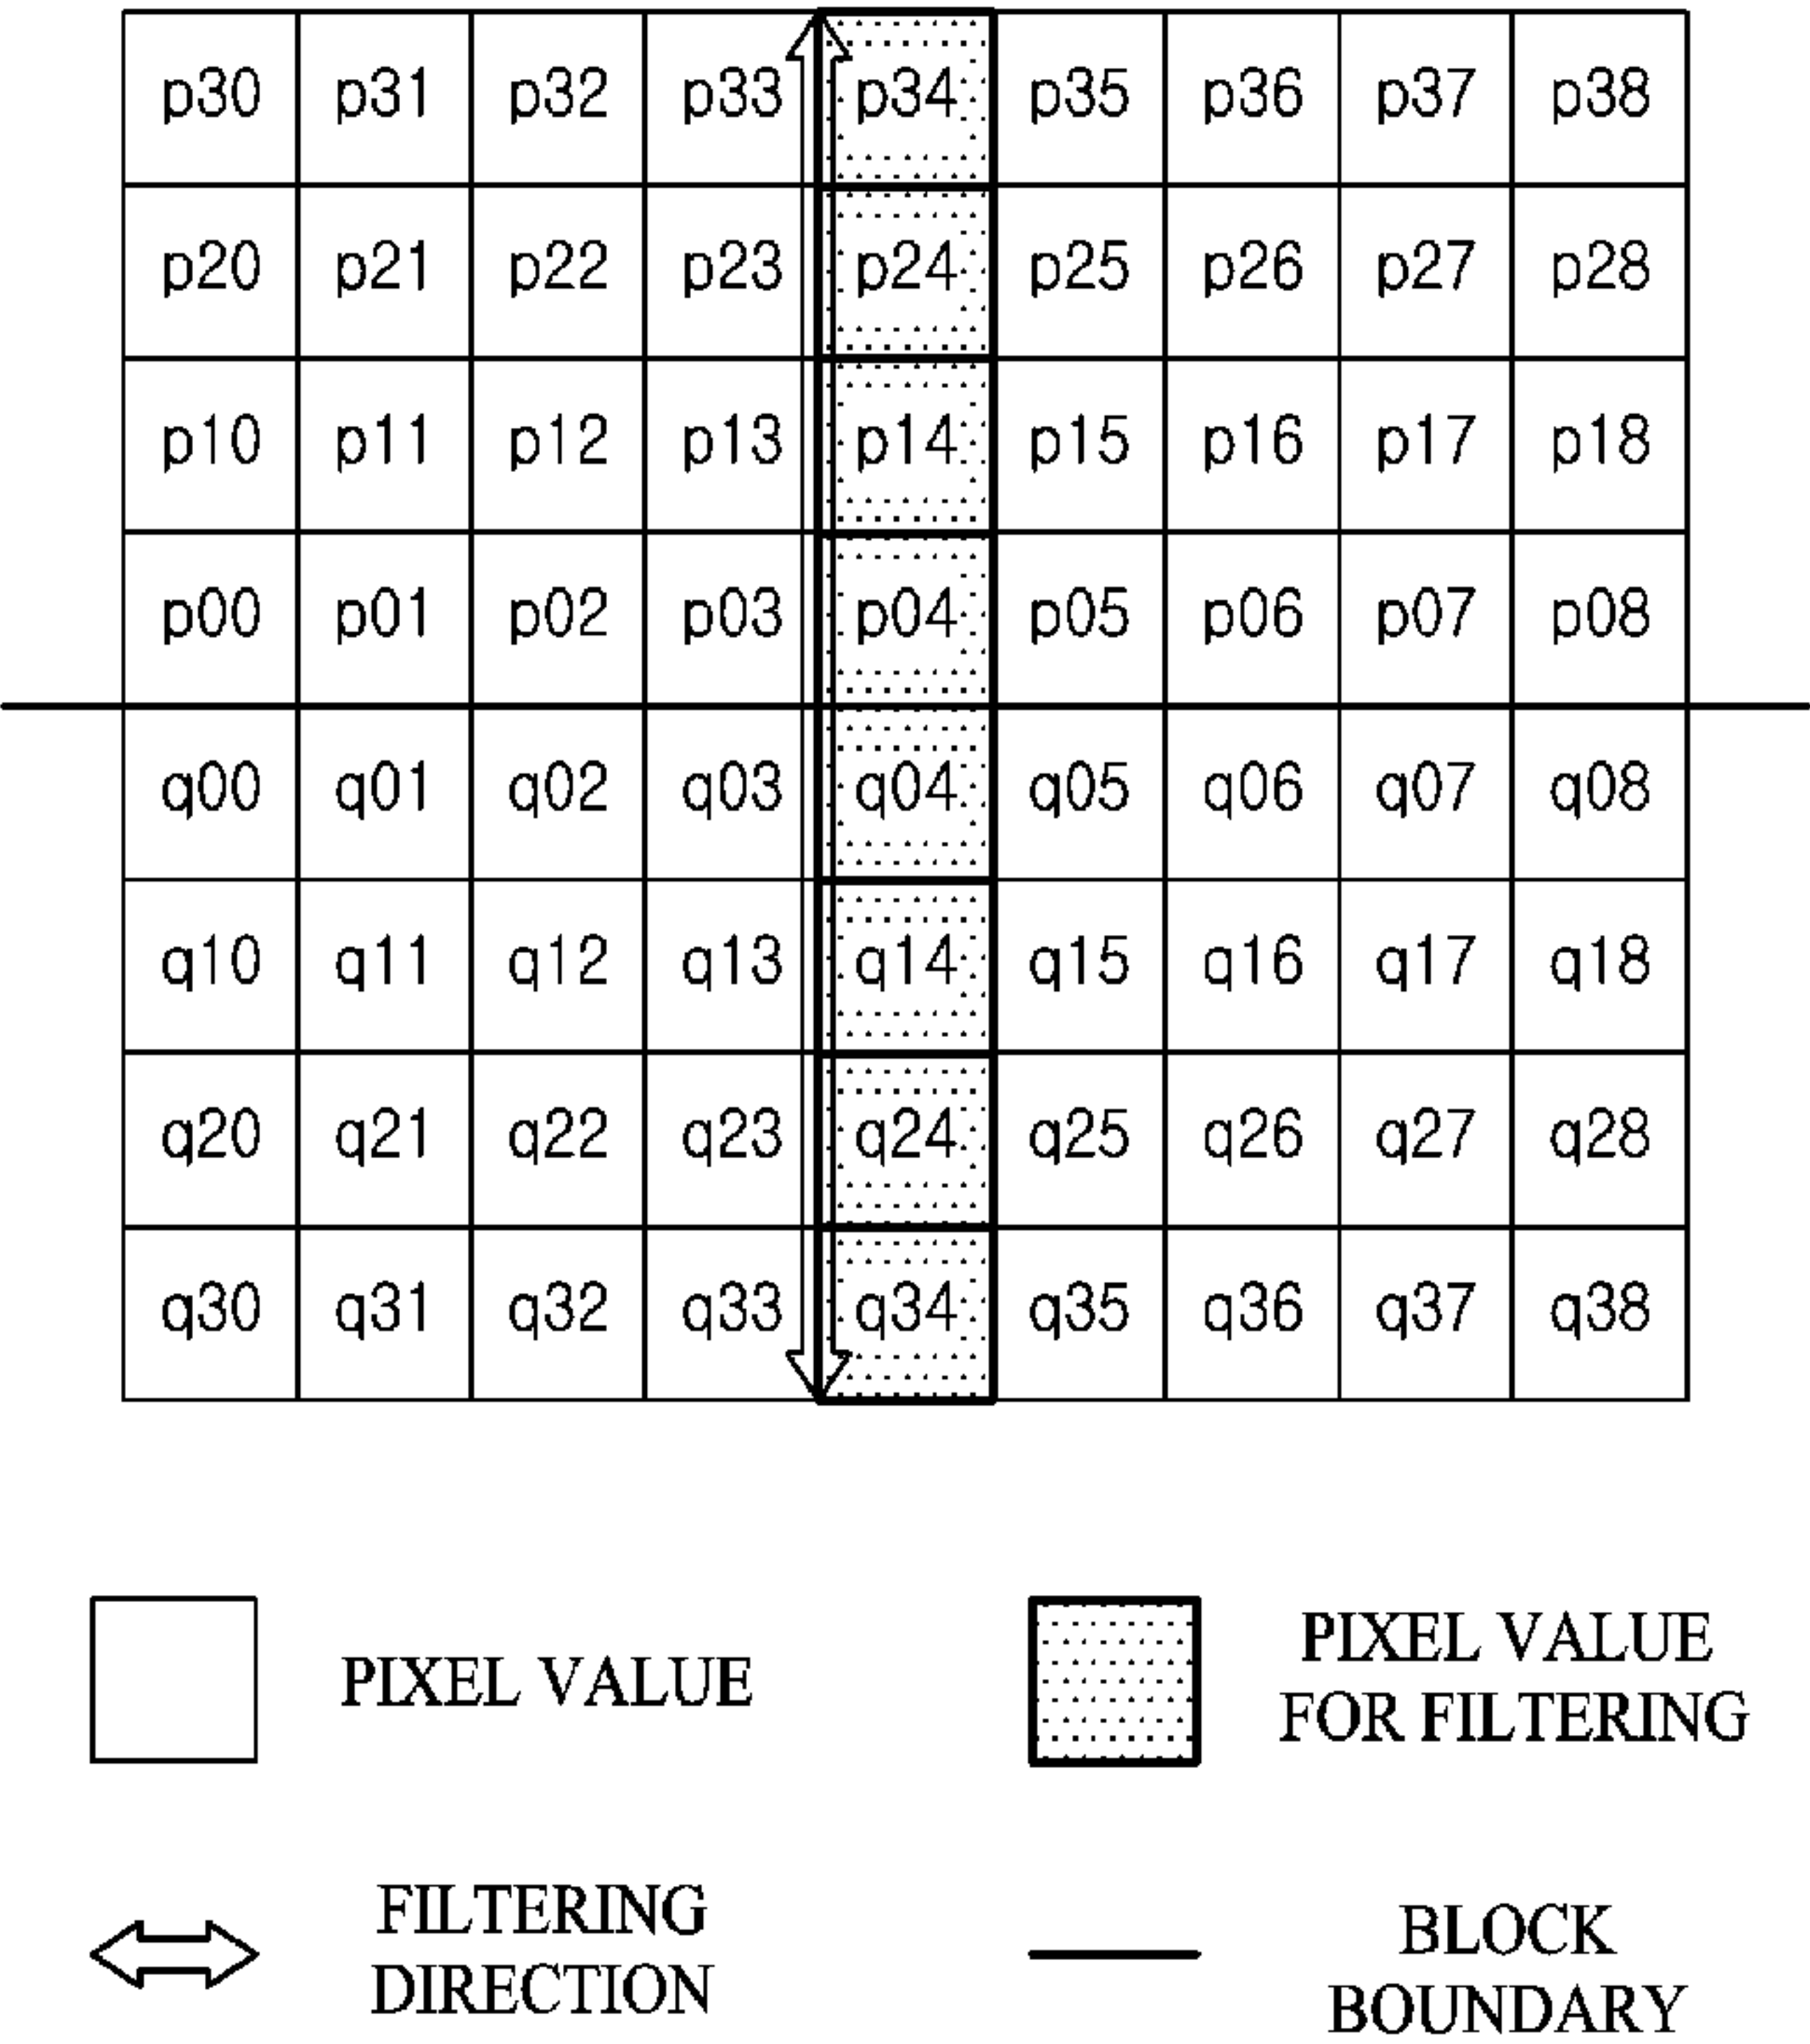 p30 p31 p32 p33 p34 p35 p36 p37 p38
p20 p21 p22 p23 p24 p25 p26 p27 p28
p10 p11 p12 p13 p14 p15 p16 p17 p18
p00 p01 p02 p03 p04 p05 p06 p07 p08
q00 q01 q02 q03 q04 q05 q06 q07 q08
q10 q11 q12 q13 q14 q15 q16 q17 q18
q20 q21 q22 q23 q24 q25 q26 q27 q28
q30 q31 q32 q33 q34 q35 q36 q37 q38
PIXEL VALUE
PIXEL VALUE
FOR FILTERING
FILTERING
DIRECTION
BLOCK
BOUNDARY